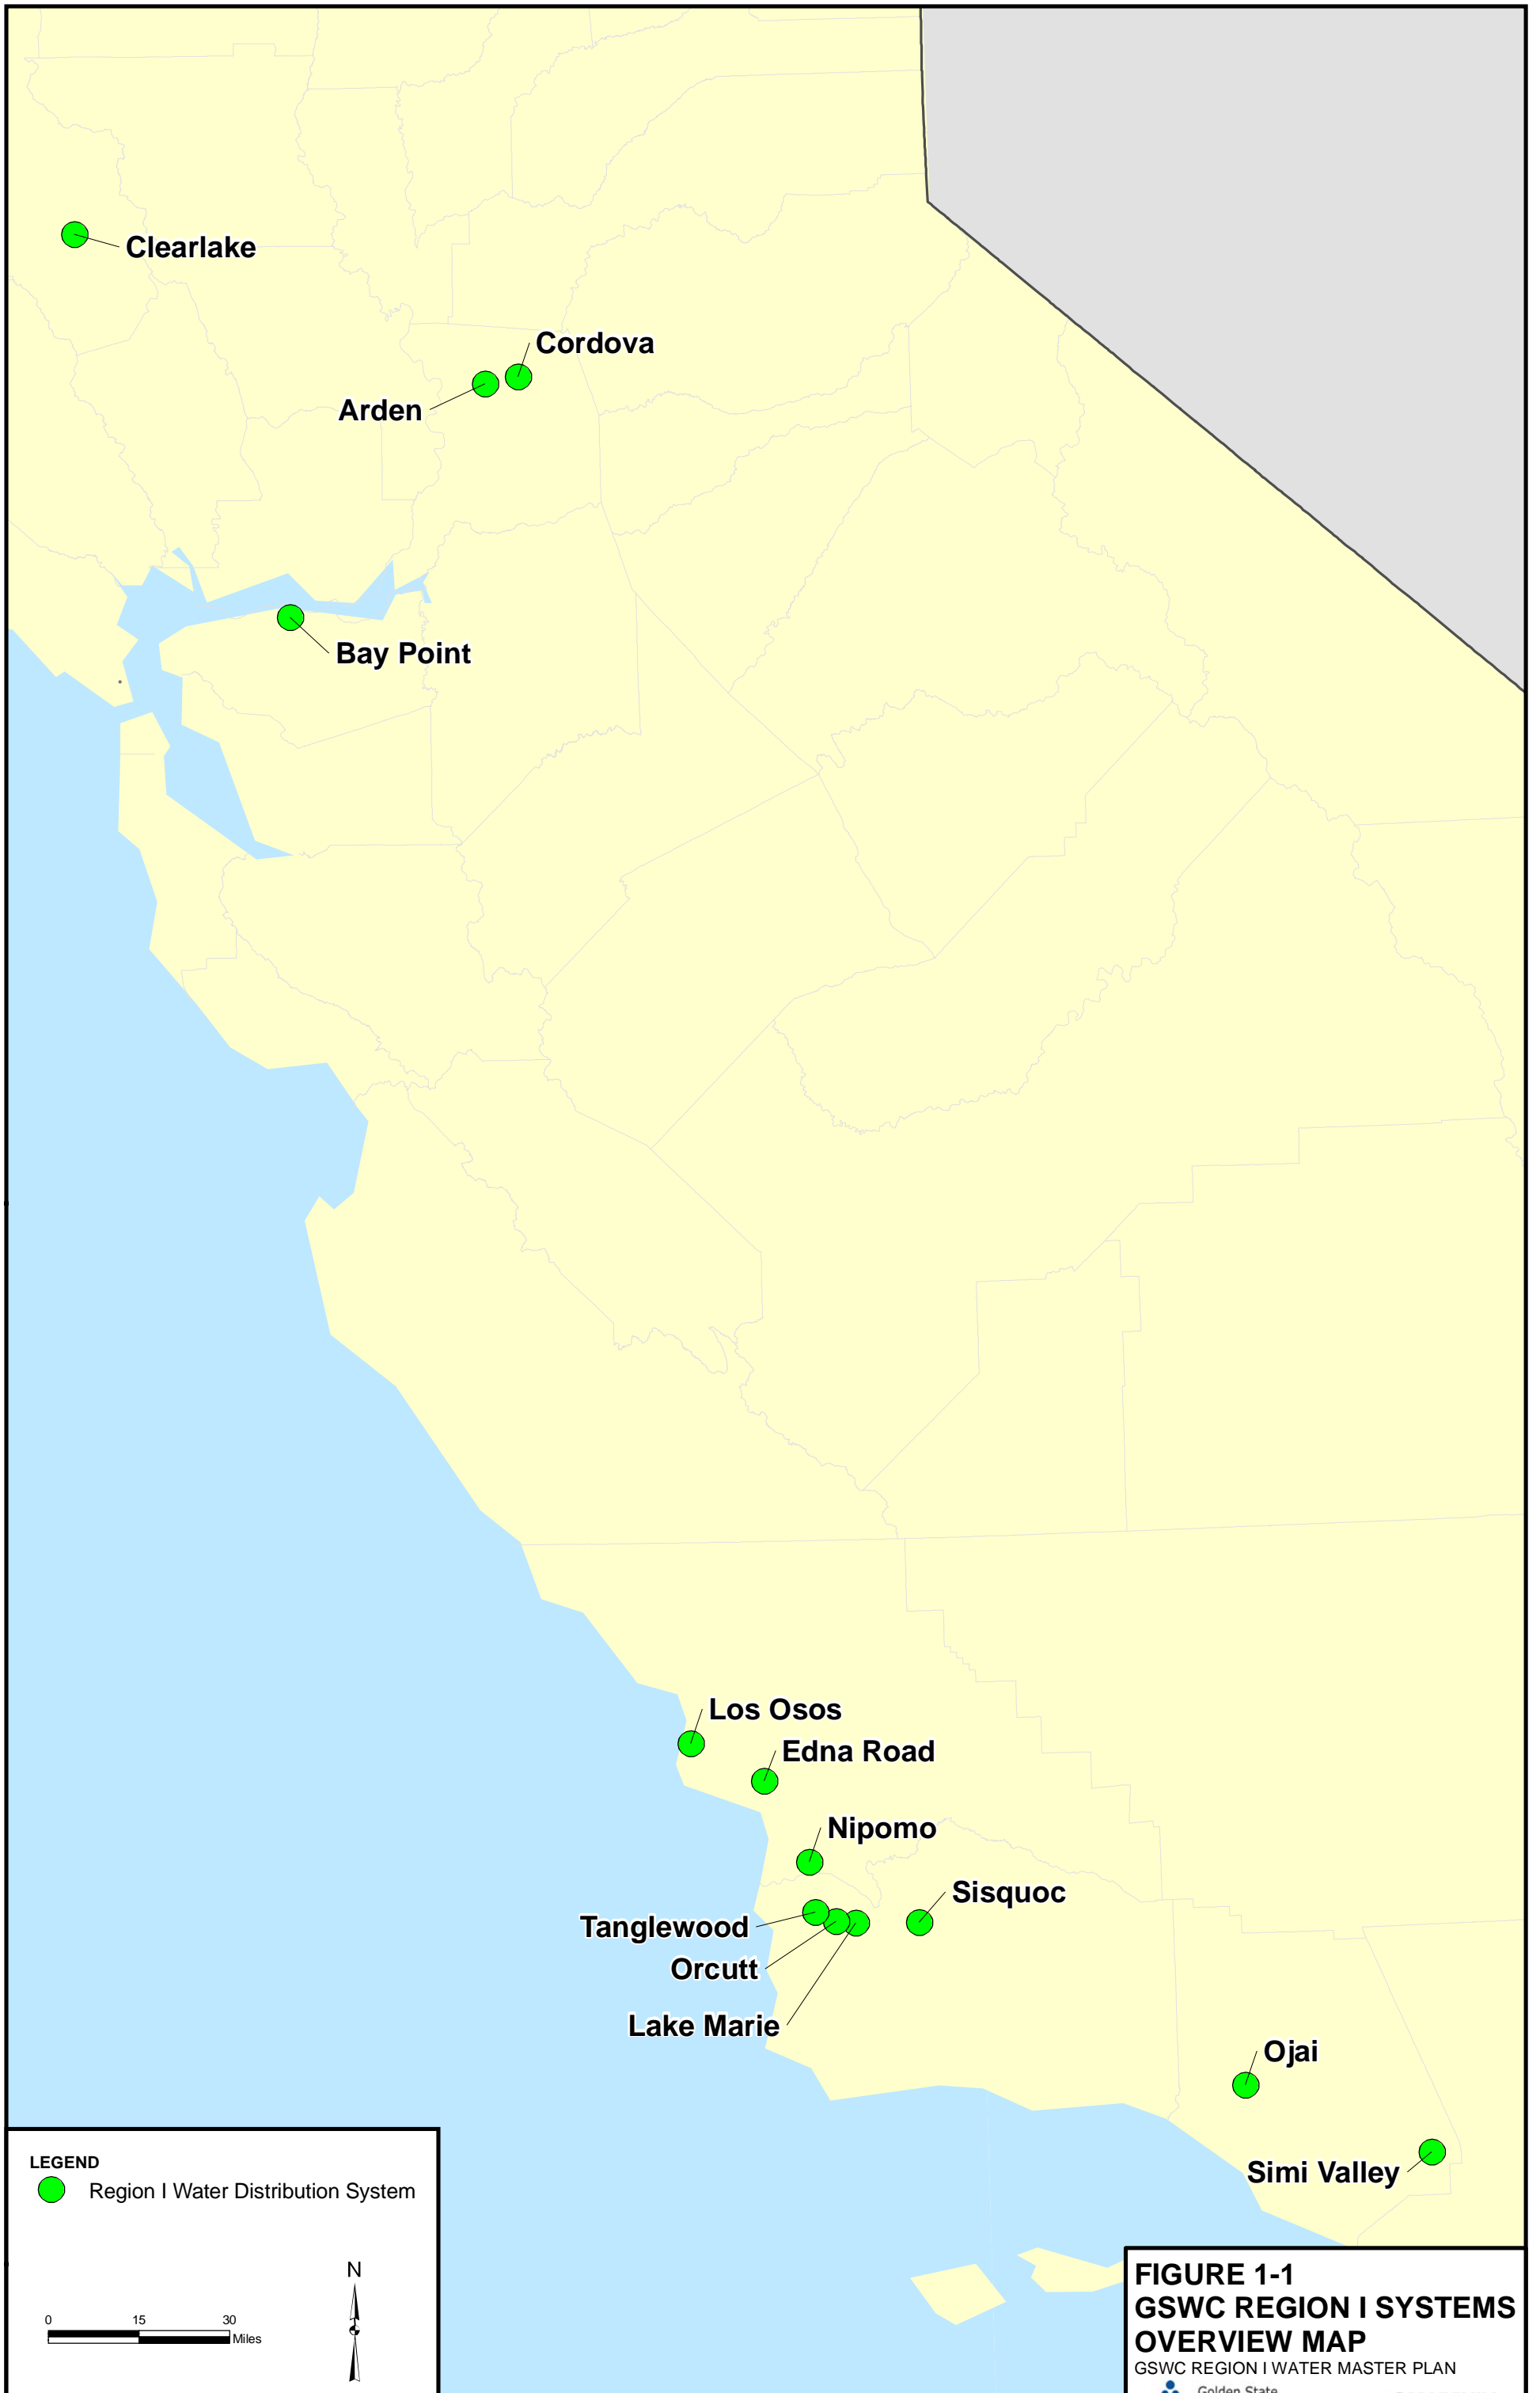 Clearlake
Cordova
Arden
Bay Point
Los Osos
Edna Road
Nipomo
Sisquoc
Tanglewood
Orcutt
Lake Marie
Ojai
Simi Valley
LEGEND
Region I Water Distribution System
N
0 15 30
Miles
FIGURE 1-1
GSWC REGION I SYSTEMS
OVERVIEW MAP
GSWC REGION I WATER MASTER PLAN
Golden State